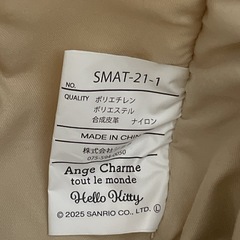 NO. SMAT-21-1
QUALITY ポリエチレン
ポリエステル
合成皮革 ナイロン
MADE IN CHIN
株式会社
Ange Charme
tout le monde
Hello Kitty
© 2025 SANRIO CO., LTD. Ⓛ